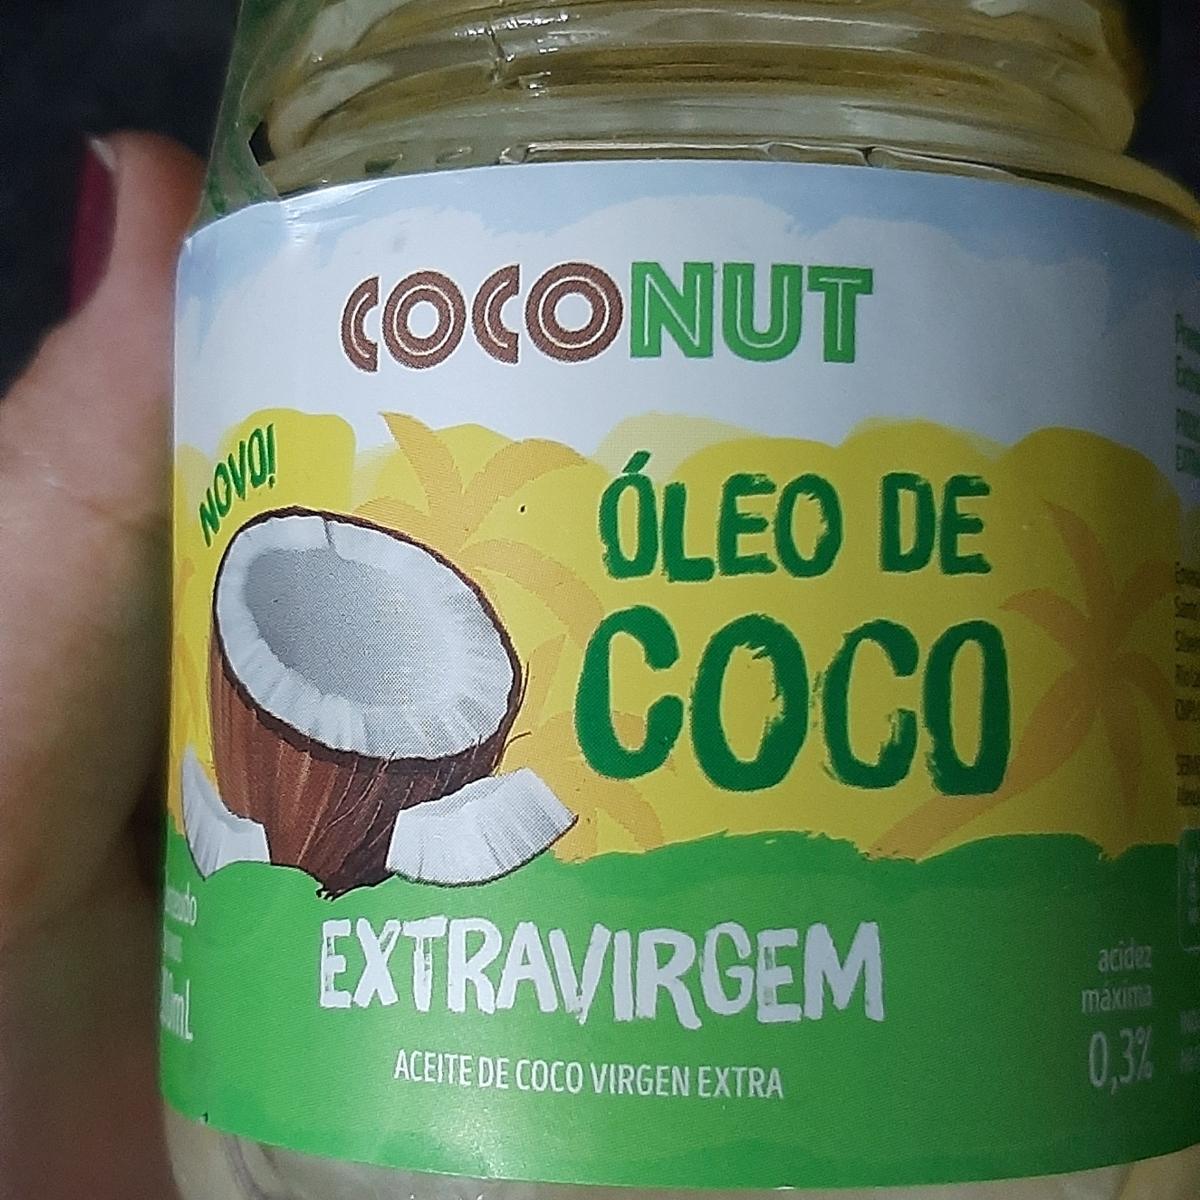 COCONUT
NOVO!
ÓLEO DE
COCO
EXTRAVIRGEM
ACEITE DE COCO VIRGEN EXTRA
acidez
máxima
0,3%